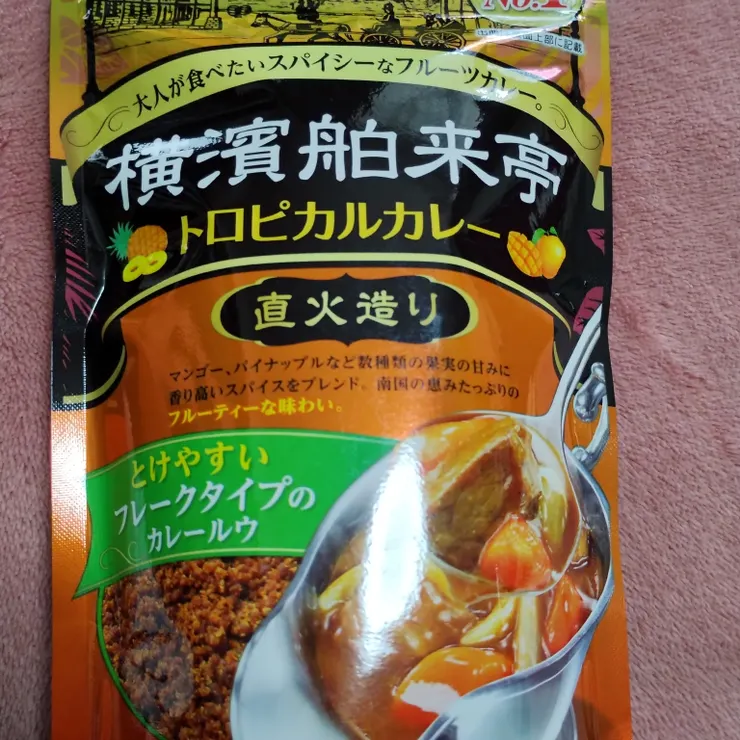 No.1
大人が食べたいスパイシーなフルーツカレー。
横濱舶来亭
トロピカルカレー
直火造り
マンゴー、パイナップルなど数種類の果実の甘みに
香り高いスパイスをブレンド。南国の恵みたっぷりの
フルーティーな味わい。
とけやすい
フレークタイプの
カレールウ